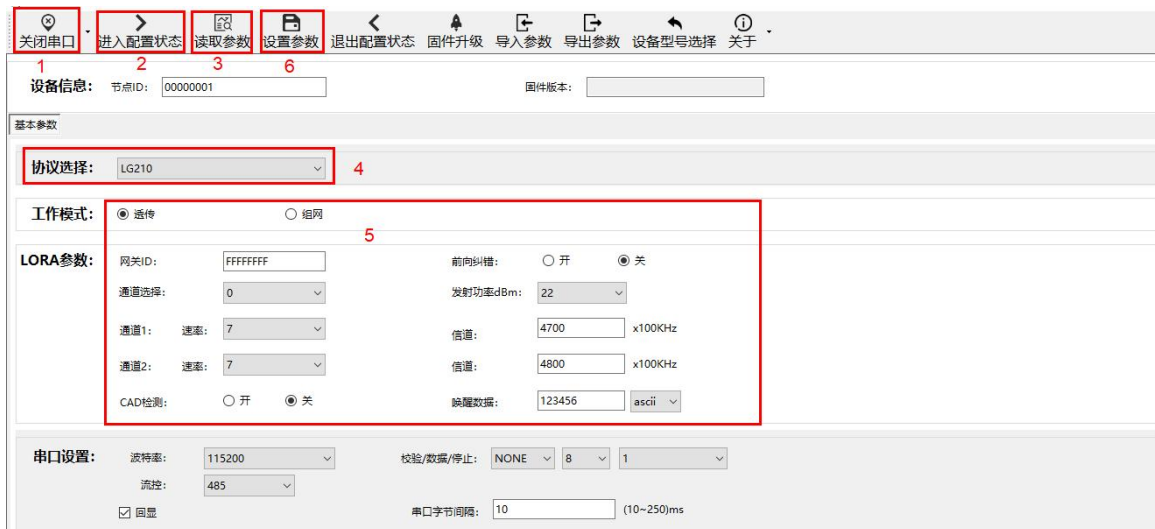 关闭串口 进入配置状态 读取参数 设置参数 退出配置状态 固件升级 导入参数 导出参数 设备型号选择 关于
1 2 3 6
设备信息： 节点ID： 00000001 固件版本：
基本参数
协议选择： LG210 4
工作模式： 透传 组网
5
LORA参数： 网关ID： FFFFFFFF 前向纠错： 开 关
通道选择： 0 发射功率dBm： 22
通道1： 速率： 7 信道： 4700 x100KHz
通道2： 速率： 7 信道： 4800 x100KHz
CAD检测： 开 关 唤醒数据： 123456 ascii
串口设置： 波特率： 115200 校验/数据/停止： NONE 8 1
流控： 485
回显 串口字节间隔： 10 (10~250)ms